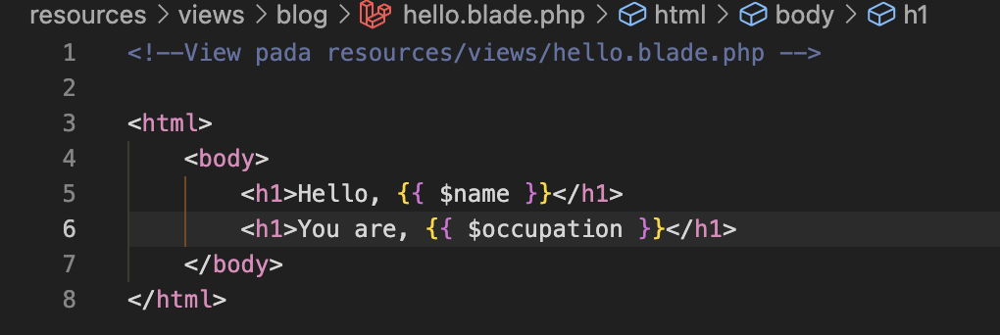 resources > views > blog > hello.blade.php > html > body > h1
1 <!--View pada resources/views/hello.blade.php -->
2
3 <html>
4     <body>
5         <h1>Hello, {{ $name }}</h1>
6         <h1>You are, {{ $occupation }}</h1>
7     </body>
8 </html>